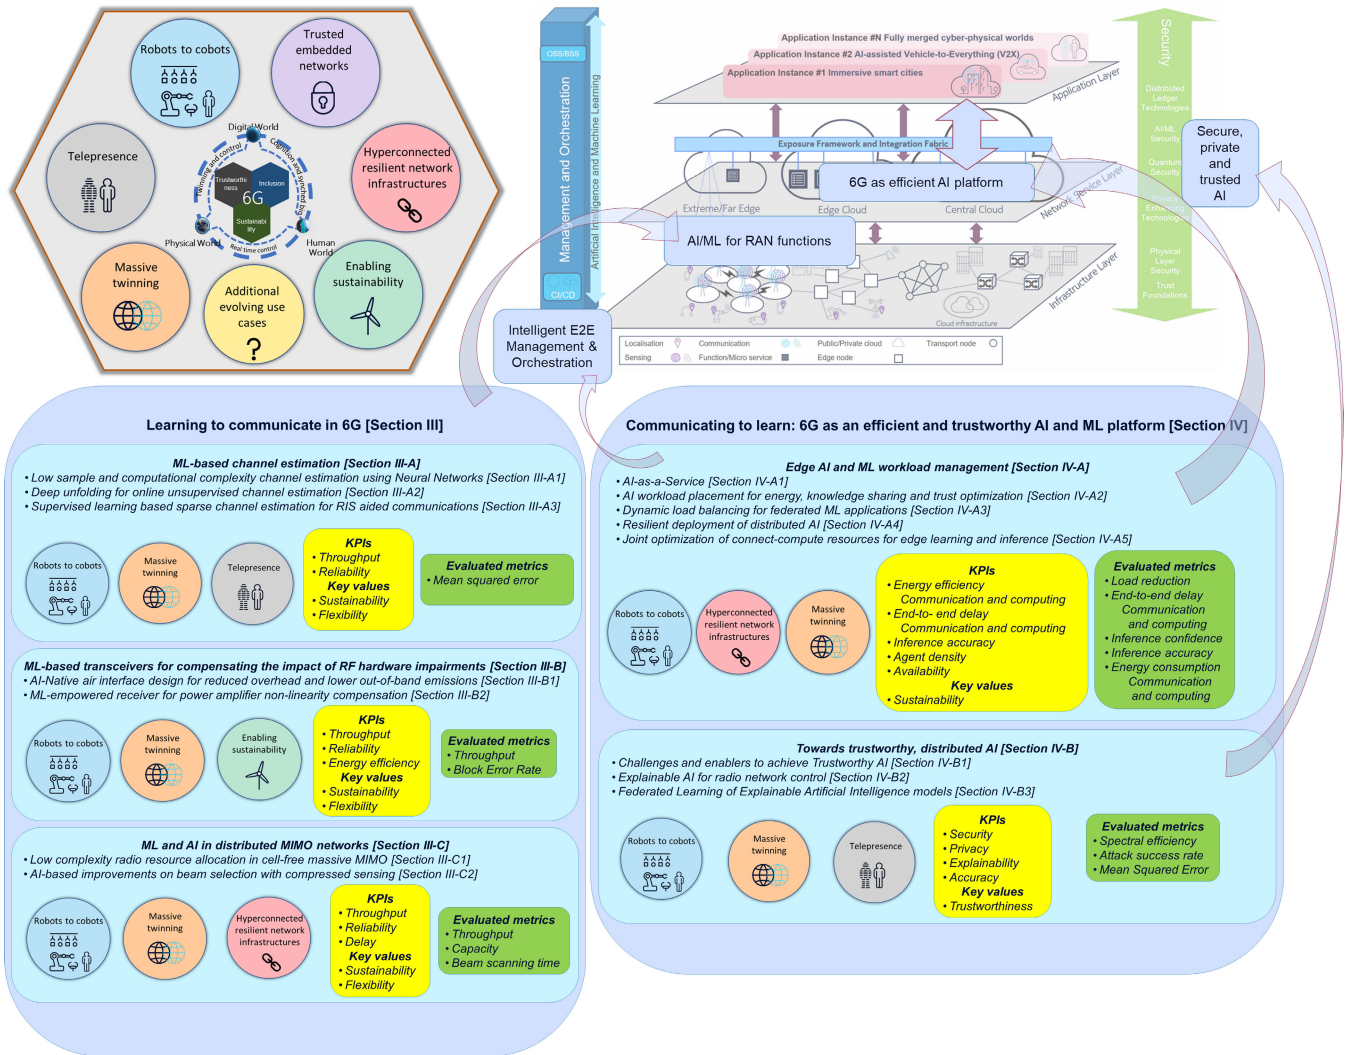 Robots to cobots
Trusted
embedded
networks
Telepresence
Hyperconnected
resilient network
infrastructures
Massive
twinning
Additional
evolving use
cases
?
Enabling
sustainability
Digital World
Twinning and control
Cognition and synched bio
Trustworthi
ness
Inclusion
6G
Sustainabi
lity
Physical World
Real time control
Human
World
OSS/BSS
Management and Orchestration
Artificial Intelligence and Machine Learning
CI/CD
Application Instance #N Fully merged cyber-physical worlds
Application Instance #2 AI-assisted Vehicle-to-Everything (V2X)
Application Instance #1 Immersive smart cities
Application Layer
Exposure Framework and Integration Fabric
6G as efficient AI platform
Extreme/Far Edge
Edge Cloud
Central Cloud
Network Service Layer
AI/ML for RAN functions
Infrastructure Layer
Cloud infrastructure
Intelligent E2E
Management &
Orchestration
Localisation
Communication
Public/Private cloud
Transport node
Sensing
Function/Micro service
Edge node
Security
Distributed
Ledger
Technologies
AI/ML
Security
Quantum
Security
Privacy
Enhancing
Technologies
Physical
Layer
Security
Trust
Foundations
Secure,
private
and
trusted
AI
Learning to communicate in 6G [Section III]
ML-based channel estimation [Section III-A]
• Low sample and computational complexity channel estimation using Neural Networks [Section III-A1]
• Deep unfolding for online unsupervised channel estimation [Section III-A2]
• Supervised learning based sparse channel estimation for RIS aided communications [Section III-A3]
Robots to cobots
Massive
twinning
Telepresence
KPIs
• Throughput
• Reliability
Key values
• Sustainability
• Flexibility
Evaluated metrics
• Mean squared error
ML-based transceivers for compensating the impact of RF hardware impairments [Section III-B]
• AI-Native air interface design for reduced overhead and lower out-of-band emissions [Section III-B1]
• ML-empowered receiver for power amplifier non-linearity compensation [Section III-B2]
Robots to cobots
Massive
twinning
Enabling
sustainability
KPIs
• Throughput
• Reliability
• Energy efficiency
Key values
• Sustainability
• Flexibility
Evaluated metrics
• Throughput
• Block Error Rate
ML and AI in distributed MIMO networks [Section III-C]
• Low complexity radio resource allocation in cell-free massive MIMO [Section III-C1]
• AI-based improvements on beam selection with compressed sensing [Section III-C2]
Robots to cobots
Massive
twinning
Hyperconnected
resilient network
infrastructures
KPIs
• Throughput
• Reliability
• Delay
Key values
• Sustainability
• Flexibility
Evaluated metrics
• Throughput
• Capacity
• Beam scanning time
Communicating to learn: 6G as an efficient and trustworthy AI and ML platform [Section IV]
Edge AI and ML workload management [Section IV-A]
• AI-as-a-Service [Section IV-A1]
• AI workload placement for energy, knowledge sharing and trust optimization [Section IV-A2]
• Dynamic load balancing for federated ML applications [Section IV-A3]
• Resilient deployment of distributed AI [Section IV-A4]
• Joint optimization of connect-compute resources for edge learning and inference [Section IV-A5]
Robots to cobots
Hyperconnected
resilient network
infrastructures
Massive
twinning
KPIs
• Energy efficiency
Communication and computing
• End-to- end delay
Communication and computing
• Inference accuracy
• Agent density
• Availability
Key values
• Sustainability
Evaluated metrics
• Load reduction
• End-to-end delay
Communication
and computing
• Inference confidence
• Inference accuracy
• Energy consumption
Communication
and computing
Towards trustworthy, distributed AI [Section IV-B]
• Challenges and enablers to achieve Trustworthy AI [Section IV-B1]
• Explainable AI for radio network control [Section IV-B2]
• Federated Learning of Explainable Artificial Intelligence models [Section IV-B3]
Robots to cobots
Massive
twinning
Telepresence
KPIs
• Security
• Privacy
• Explainability
• Accuracy
Key values
• Trustworthiness
Evaluated metrics
• Spectral efficiency
• Attack success rate
• Mean Squared Error